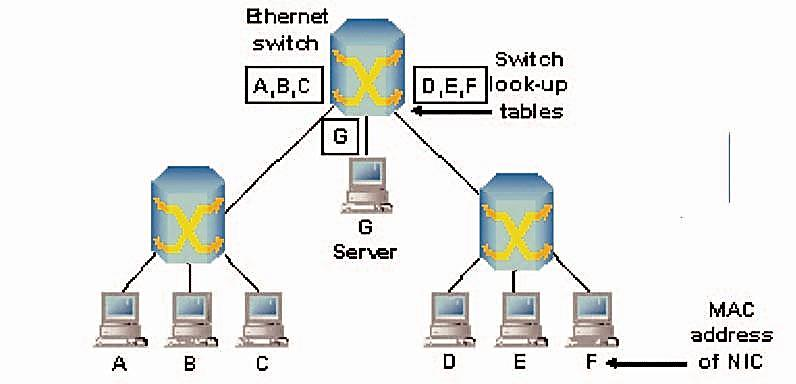 Ethernet
switch
A,B,C
D,E,F
Switch
look-up
tables
G
G
Server
A
B
C
D
E
F
MAC
address
of NIC